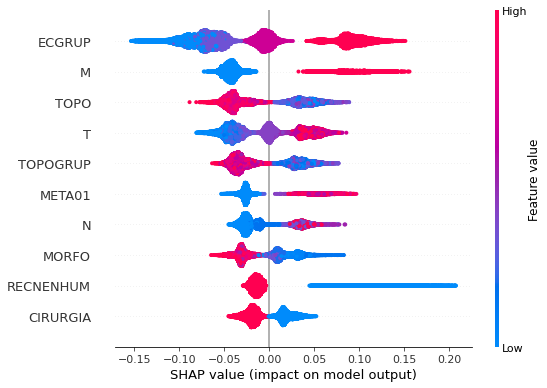 High
ECGRUP
M
TOPO
T
TOPOGRUP
META01
N
MORFO
RECNENHUM
CIRURGIA
Feature value
Low
−0.15 −0.10 −0.05 0.00 0.05 0.10 0.15 0.20
SHAP value (impact on model output)